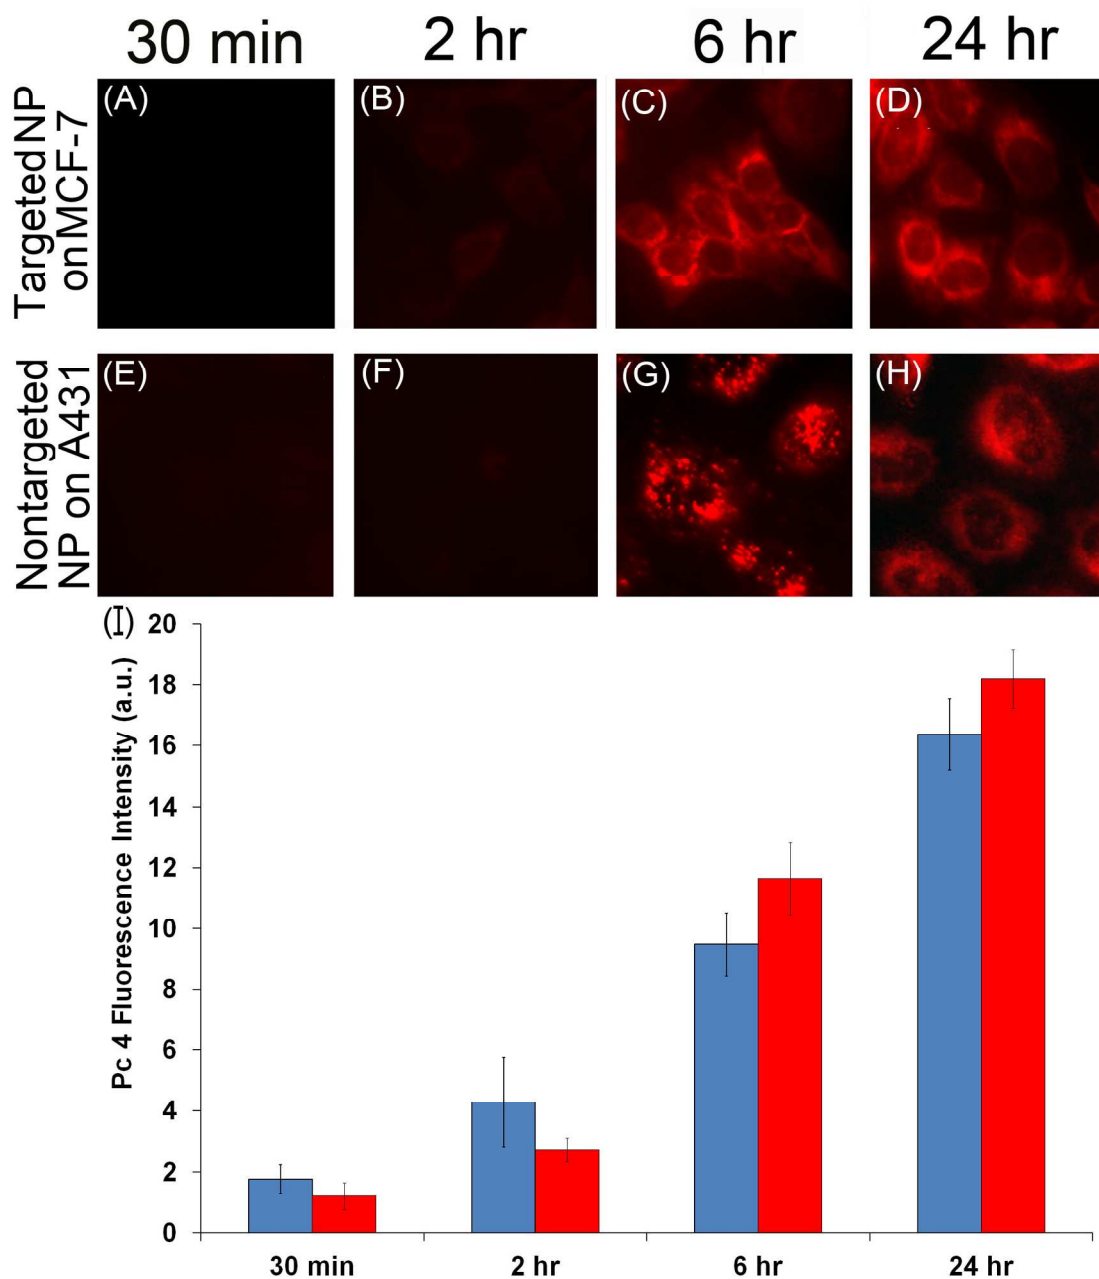 30 min 2 hr 6 hr 24 hr
Targeted NP
on MCF-7
(A) (B) (C) (D)
Nontargeted
NP on A431
(E) (F) (G) (H)
(I)
Pc 4 Fluorescence Intensity (a.u.)
20
18
16
14
12
10
8
6
4
2
0
30 min 2 hr 6 hr 24 hr